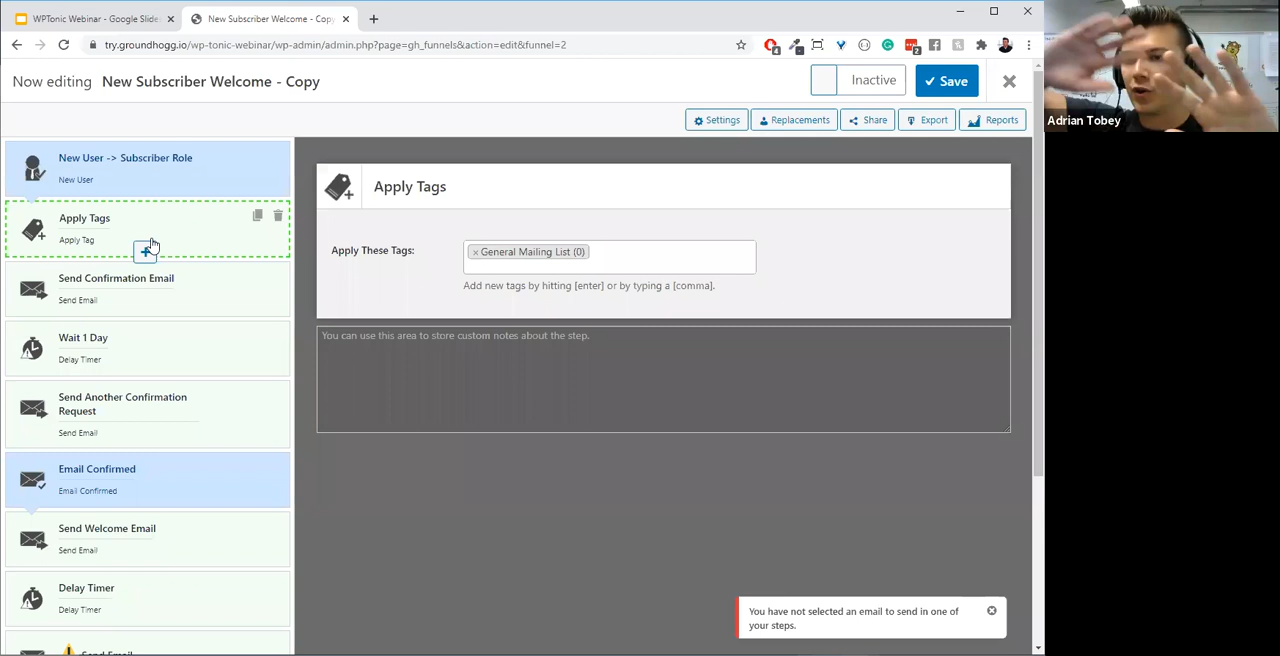 WPTonic Webinar - Google Slide
New Subscriber Welcome - Copy
try.groundhogg.io/wp-tonic-webinar/wp-admin/admin.php?page=gh_funnels&action=edit&funnel=2
4
2
Now editing New Subscriber Welcome - Copy
Inactive
Save
Settings
Replacements
Share
Export
Reports
Adrian Tobey
New User -> Subscriber Role
New User
Apply Tags
Apply Tag
Send Confirmation Email
Send Email
Wait 1 Day
Delay Timer
Send Another Confirmation
Request
Send Email
Email Confirmed
Email Confirmed
Send Welcome Email
Send Email
Delay Timer
Delay Timer
Send Email
Apply Tags
Apply These Tags:
× General Mailing List (0)
Add new tags by hitting [enter] or by typing a [comma].
You can use this area to store custom notes about the step.
You have not selected an email to send in one of
your steps.